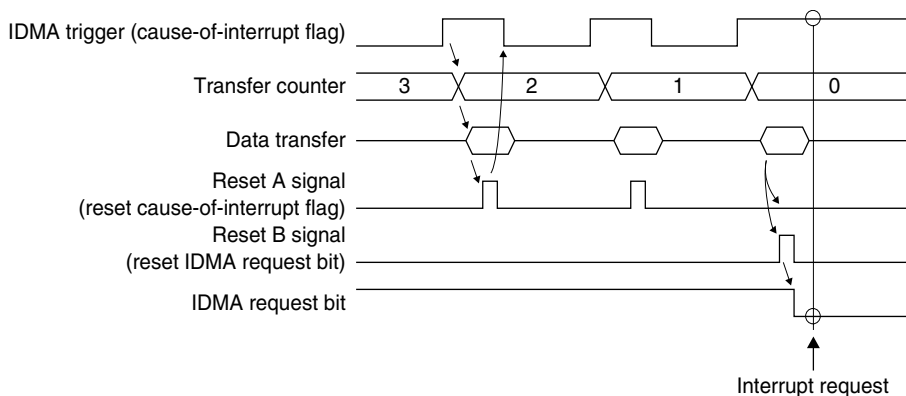 IDMA trigger (cause-of-interrupt flag)
Transfer counter
3 2 1 0
Data transfer
Reset A signal
(reset cause-of-interrupt flag)
Reset B signal
(reset IDMA request bit)
IDMA request bit
Interrupt request